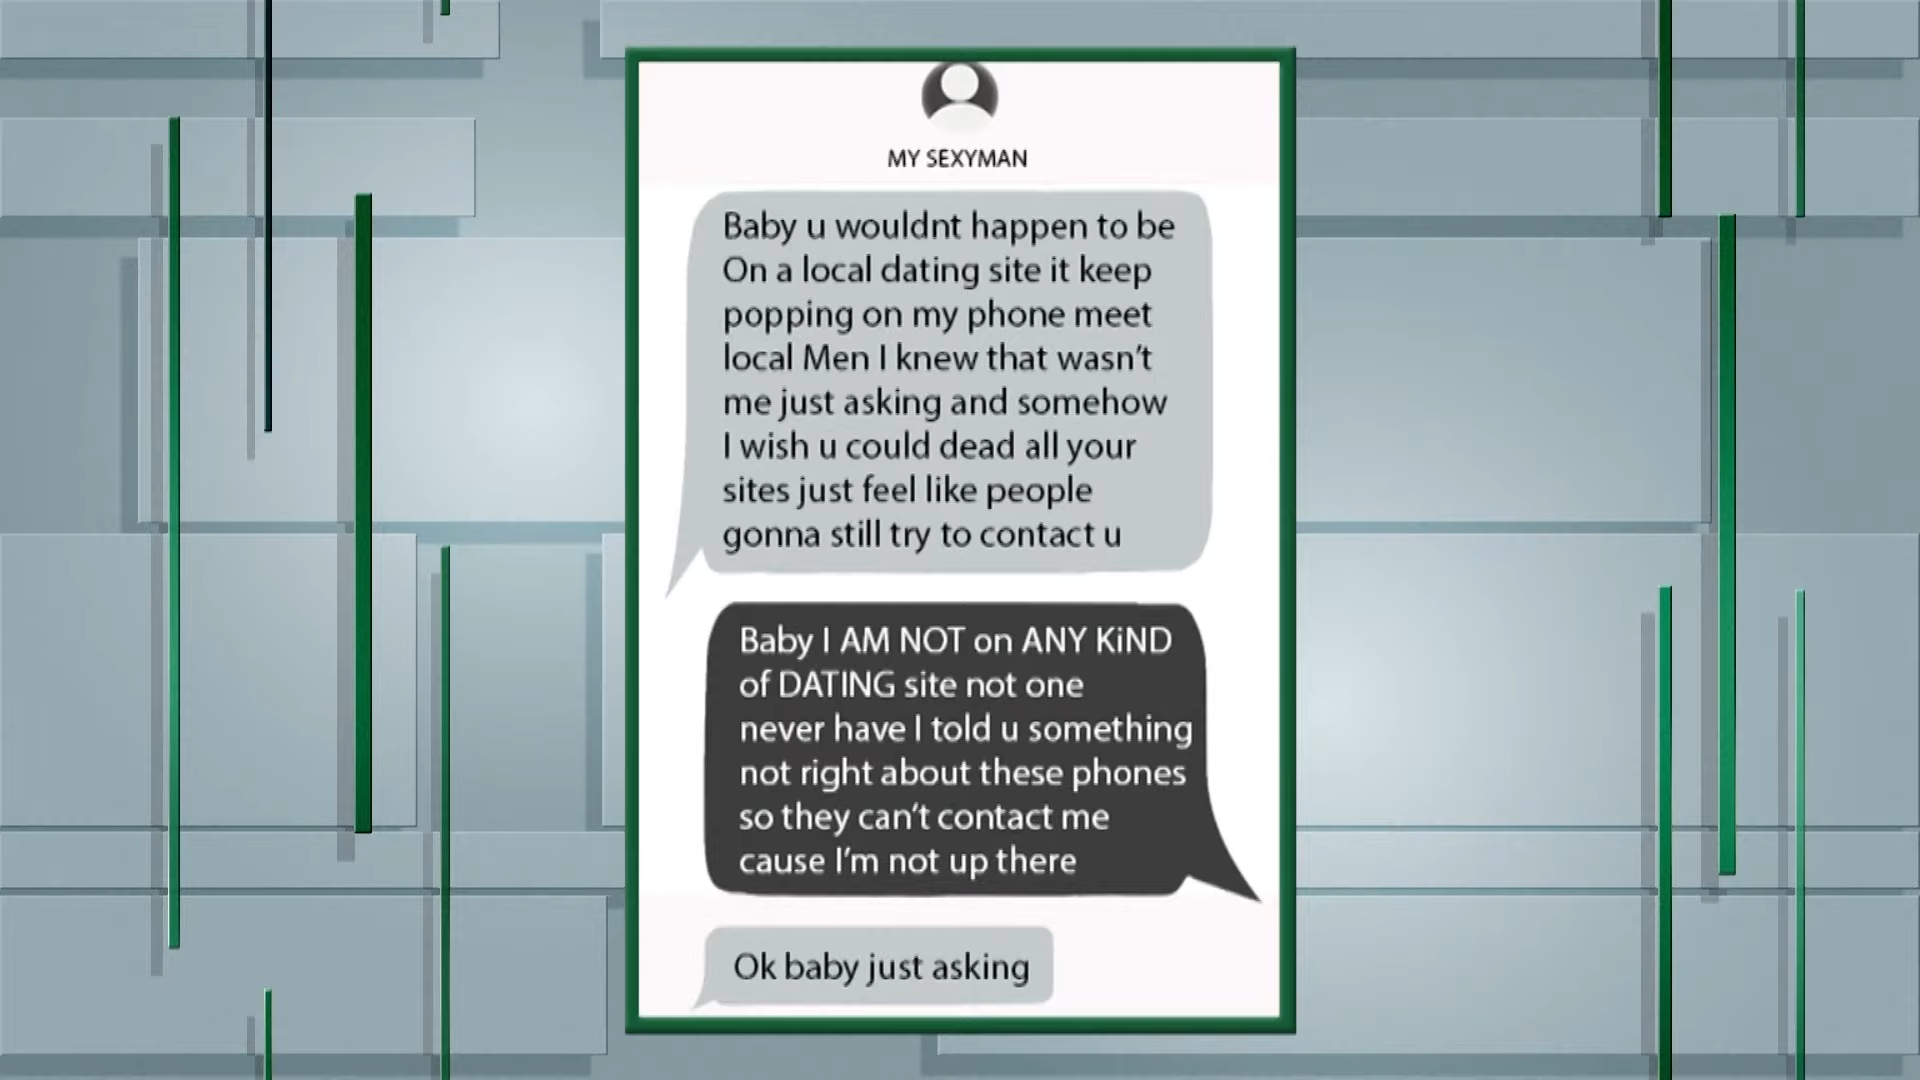 MY SEXYMAN
Baby u wouldnt happen to be
On a local dating site it keep
popping on my phone meet
local Men I knew that wasn't
me just asking and somehow
I wish u could dead all your
sites just feel like people
gonna still try to contact u
Baby I AM NOT on ANY KiND
of DATING site not one
never have I told u something
not right about these phones
so they can't contact me
cause I'm not up there
Ok baby just asking